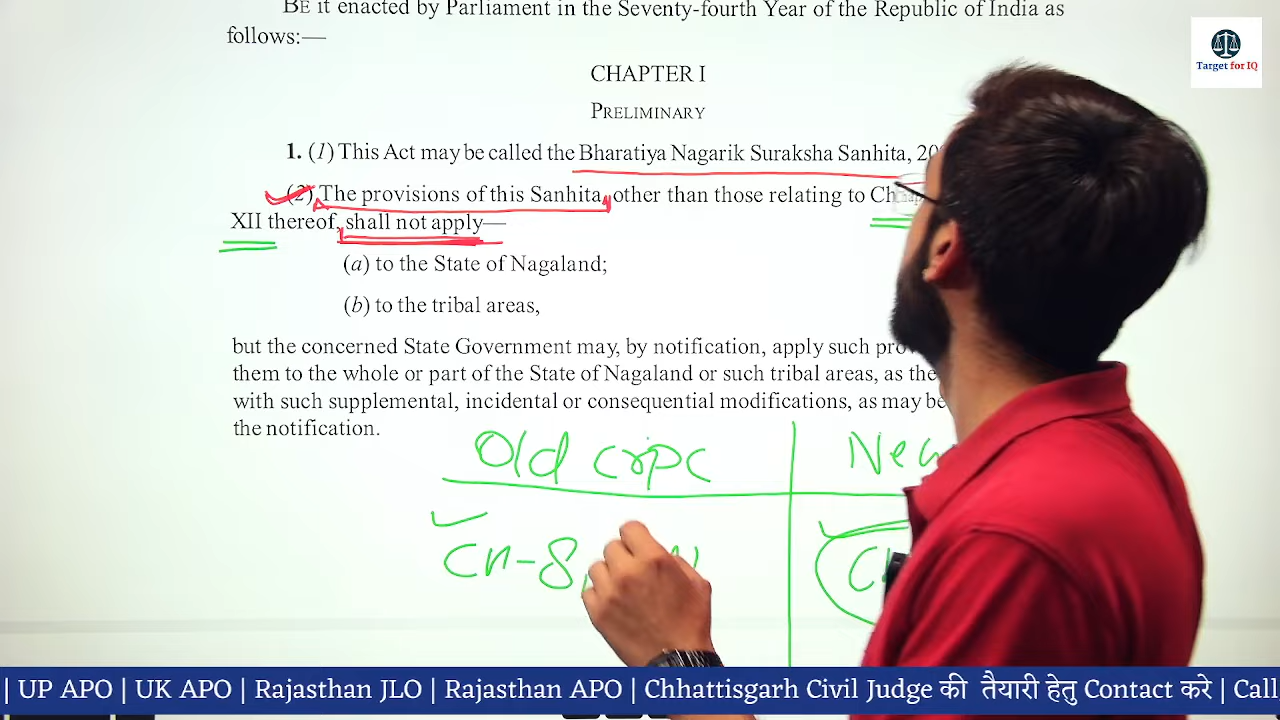 BE it enacted by Parliament in the Seventy-fourth Year of the Republic of India as
follows:—
Target for IQ
CHAPTER I
PRELIMINARY
1. (1) This Act may be called the Bharatiya Nagarik Suraksha Sanhita, 20
(2) The provisions of this Sanhita, other than those relating to
XII thereof, shall not apply—
(a) to the State of Nagaland;
(b) to the tribal areas,
but the concerned State Government may, by notification, apply such
them to the whole or part of the State of Nagaland or such tribal areas, as
with such supplemental, incidental or consequential modifications, as may be
the notification.
Old crpc
Ch-8
| UP APO | UK APO | Rajasthan JLO | Rajasthan APO | Chhattisgarh Civil Judge की तैयारी हेतु Contact करे | Call